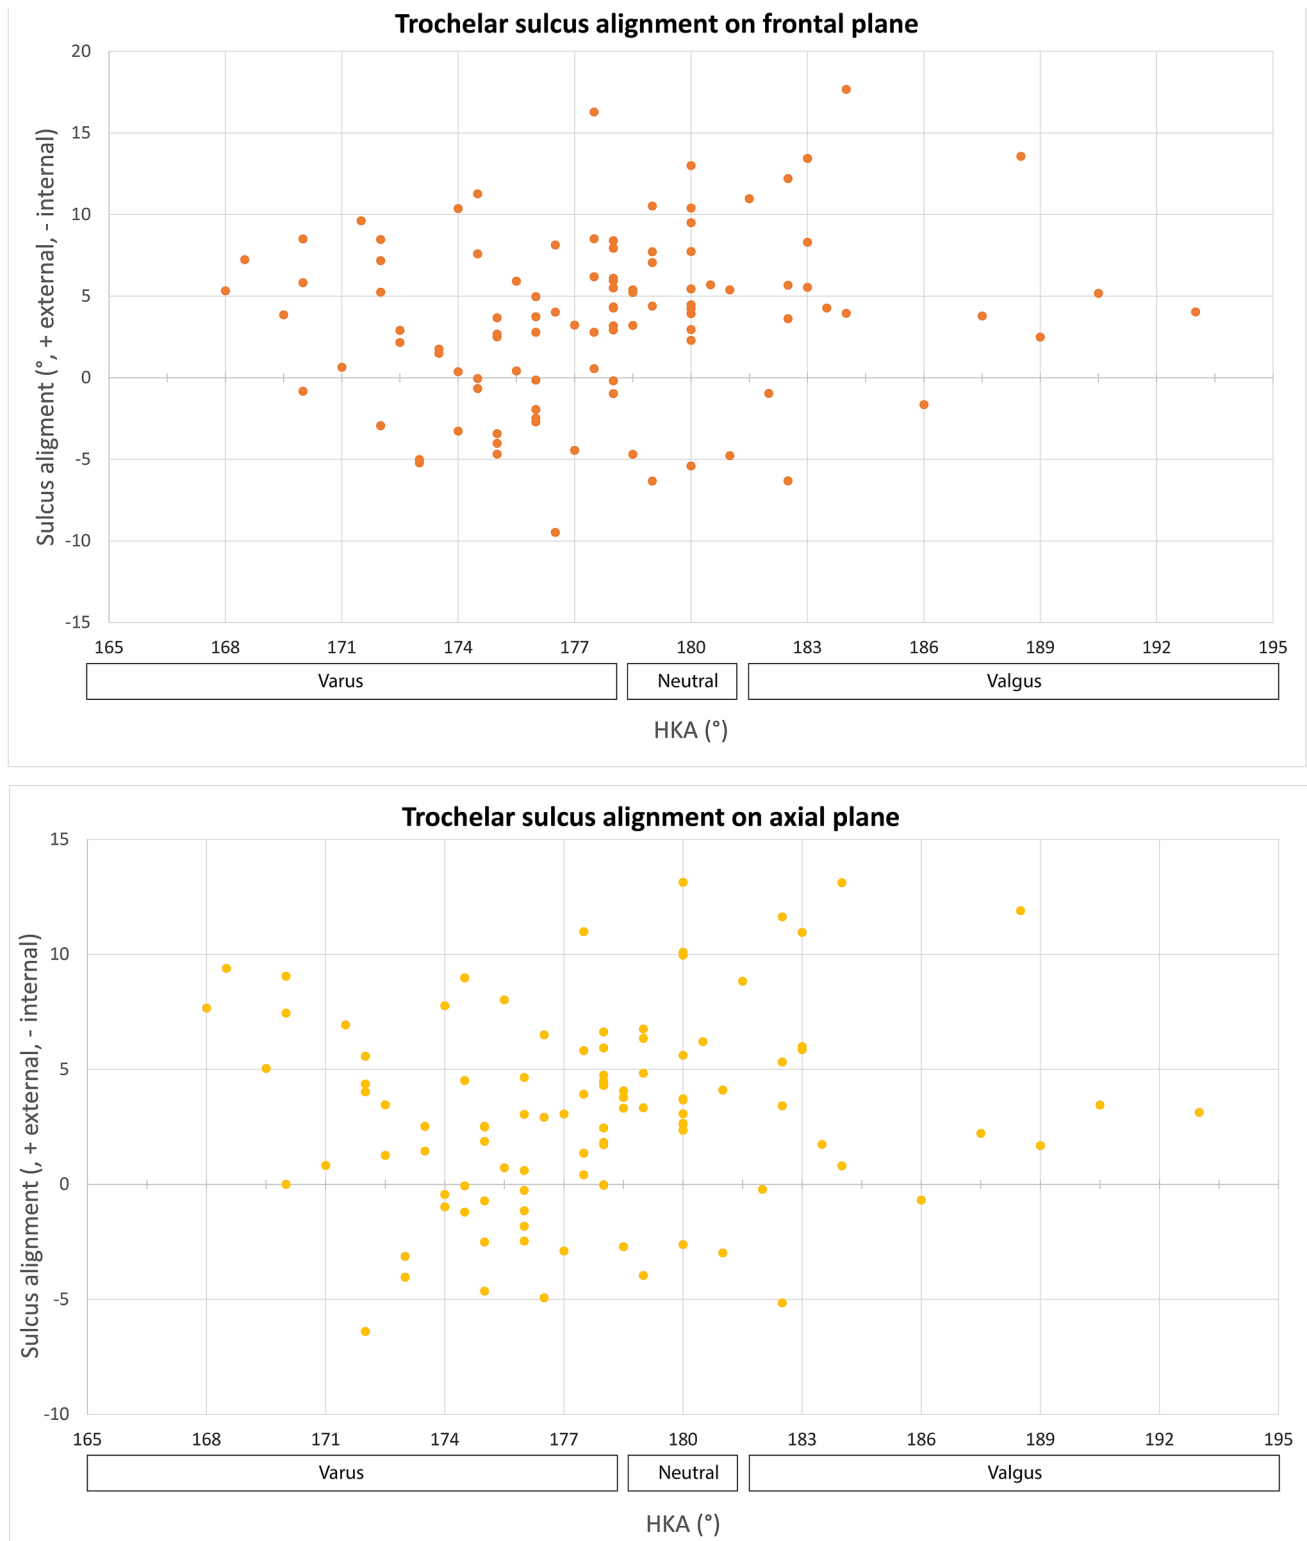 Trochelar sulcus alignment on frontal plane
20
15
10
5
0
-5
-10
-15
Sulcus aligment (°, + external, - internal)
165 168 171 174 177 180 183 186 189 192 195
Varus Neutral Valgus
HKA (°)
Trochelar sulcus alignment on axial plane
15
10
5
0
-5
-10
Sulcus alignment (, + external, - internal)
165 168 171 174 177 180 183 186 189 192 195
Varus Neutral Valgus
HKA (°)